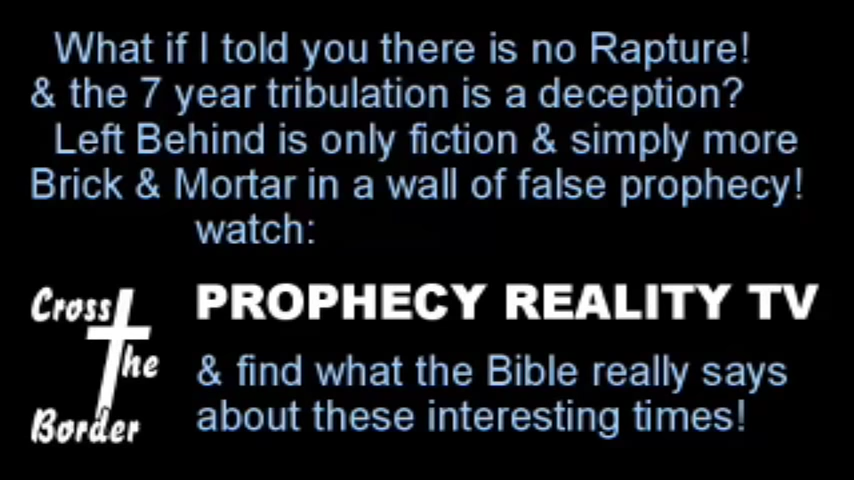 What if I told you there is no Rapture!
& the 7 year tribulation is a deception?
Left Behind is only fiction & simply more
Brick & Mortar in a wall of false prophecy!
watch:
PROPHECY REALITY TV
Cross
The
Border
& find what the Bible really says
about these interesting times!